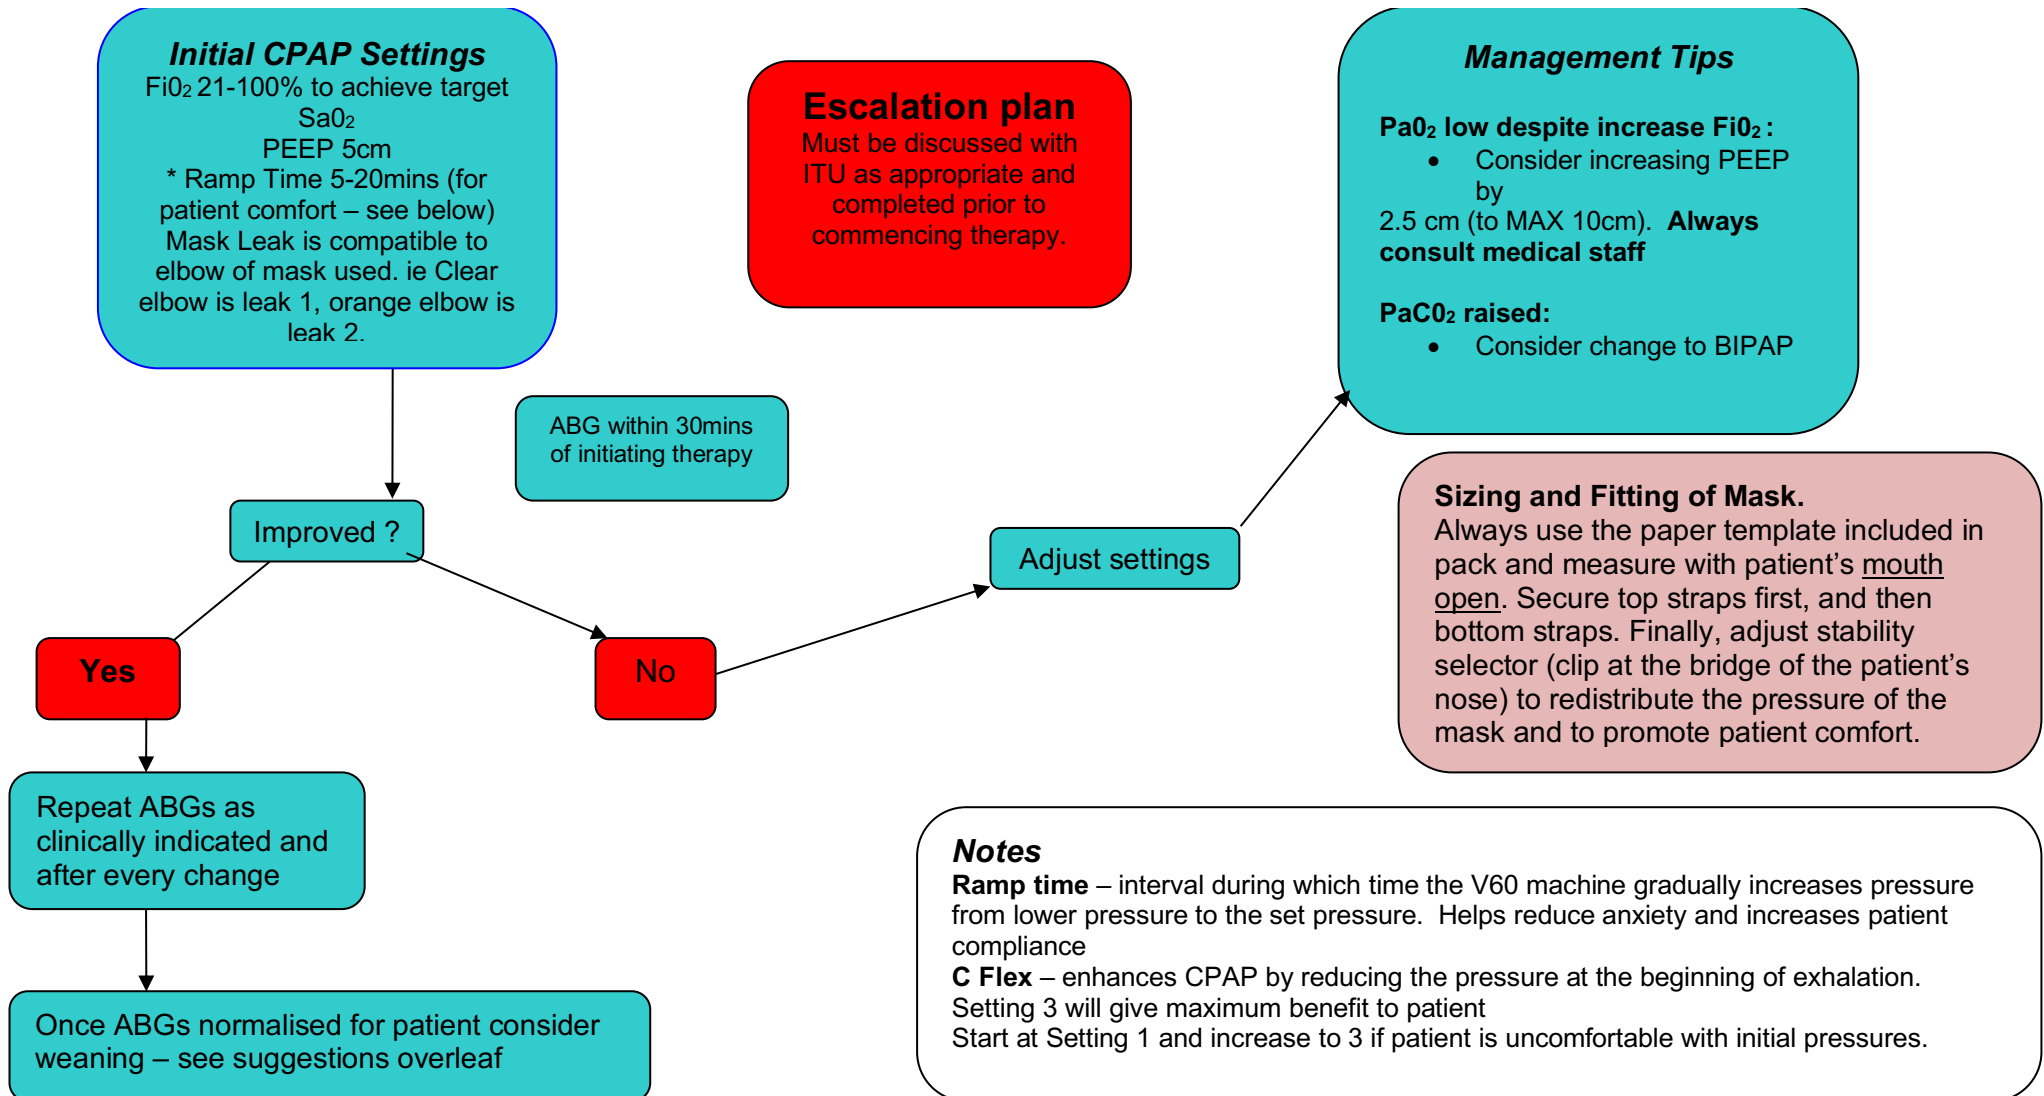 Initial CPAP Settings
Fi0₂ 21-100% to achieve target
Sa0₂
PEEP 5cm
* Ramp Time 5-20mins (for
patient comfort – see below)
Mask Leak is compatible to
elbow of mask used. ie Clear
elbow is leak 1, orange elbow is
leak 2.
Escalation plan
Must be discussed with
ITU as appropriate and
completed prior to
commencing therapy.
Management Tips
Pa0₂ low despite increase Fi0₂ :
• Consider increasing PEEP
by
2.5 cm (to MAX 10cm). Always
consult medical staff
PaC0₂ raised:
• Consider change to BIPAP
ABG within 30mins
of initiating therapy
Improved ?
Adjust settings
Yes
No
Sizing and Fitting of Mask.
Always use the paper template included in
pack and measure with patient’s mouth
open. Secure top straps first, and then
bottom straps. Finally, adjust stability
selector (clip at the bridge of the patient’s
nose) to redistribute the pressure of the
mask and to promote patient comfort.
Repeat ABGs as
clinically indicated and
after every change
Once ABGs normalised for patient consider
weaning – see suggestions overleaf
Notes
Ramp time – interval during which time the V60 machine gradually increases pressure
from lower pressure to the set pressure. Helps reduce anxiety and increases patient
compliance
C Flex – enhances CPAP by reducing the pressure at the beginning of exhalation.
Setting 3 will give maximum benefit to patient
Start at Setting 1 and increase to 3 if patient is uncomfortable with initial pressures.